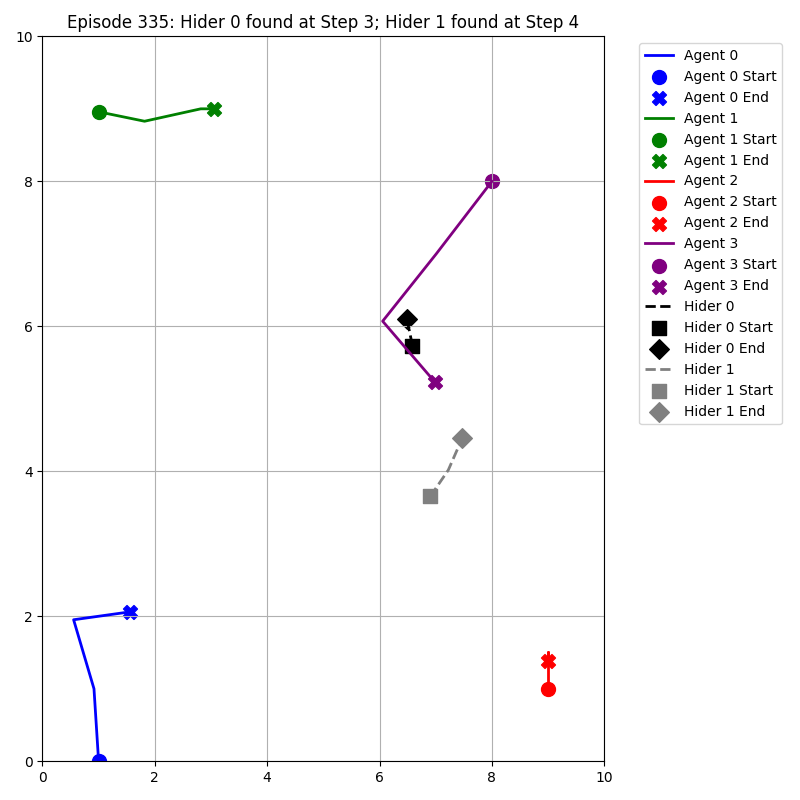 Episode 335: Hider 0 found at Step 3; Hider 1 found at Step 4
10
8
6
4
2
0
0
2
4
6
8
10
Agent 0
Agent 0 Start
Agent 0 End
Agent 1
Agent 1 Start
Agent 1 End
Agent 2
Agent 2 Start
Agent 2 End
Agent 3
Agent 3 Start
Agent 3 End
Hider 0
Hider 0 Start
Hider 0 End
Hider 1
Hider 1 Start
Hider 1 End